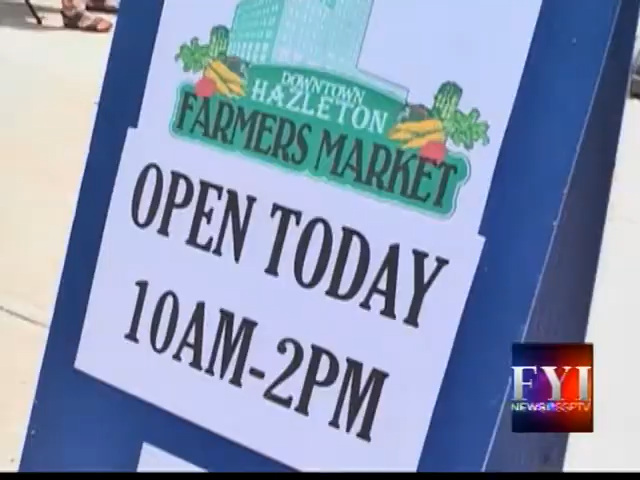 DOWNTOWN
HAZLETON
FARMERS MARKET
OPEN TODAY
10AM-2PM
FYI